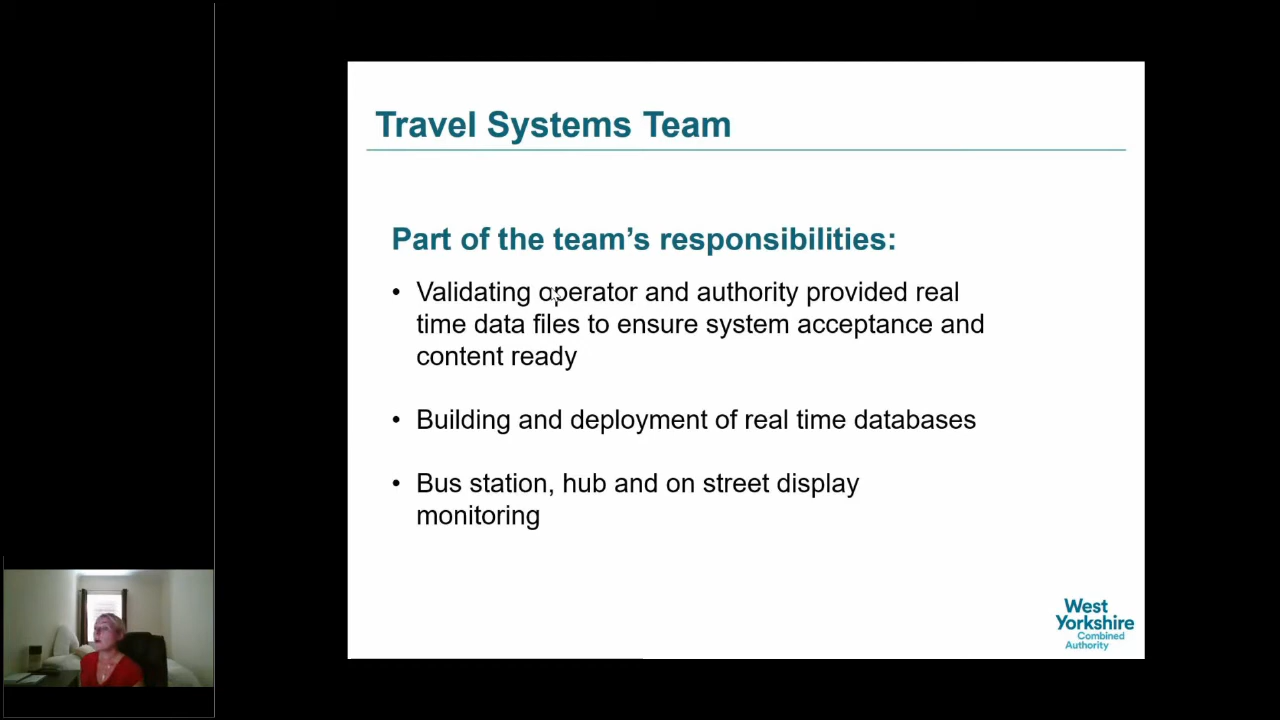 Travel Systems Team
Part of the team’s responsibilities:
• Validating operator and authority provided real
time data files to ensure system acceptance and
content ready
• Building and deployment of real time databases
• Bus station, hub and on street display
monitoring
West
Yorkshire
Combined
Authority